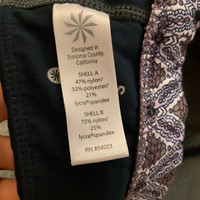 Designed in
Sonoma County,
California
SHELL A
47% nylon/
32% polyester/
21%
lycra®spandex
SHELL B
75% nylon/
25%
lycra®spandex
RN #54023